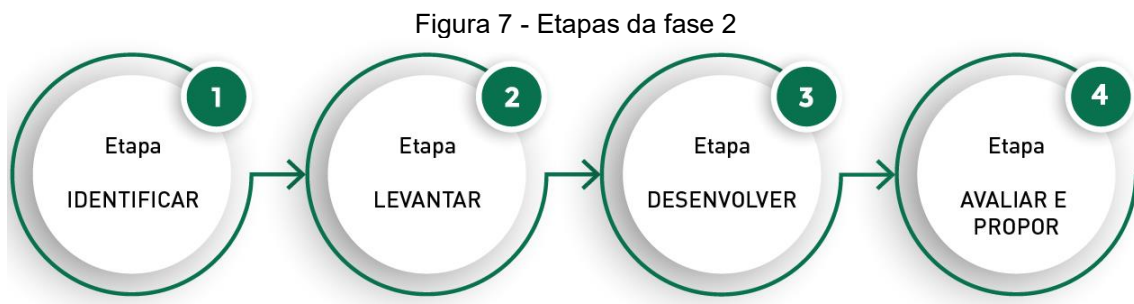 Figura 7 - Etapas da fase 2
1
Etapa
IDENTIFICAR
2
Etapa
LEVANTAR
3
Etapa
DESENVOLVER
4
Etapa
AVALIAR E
PROPOR